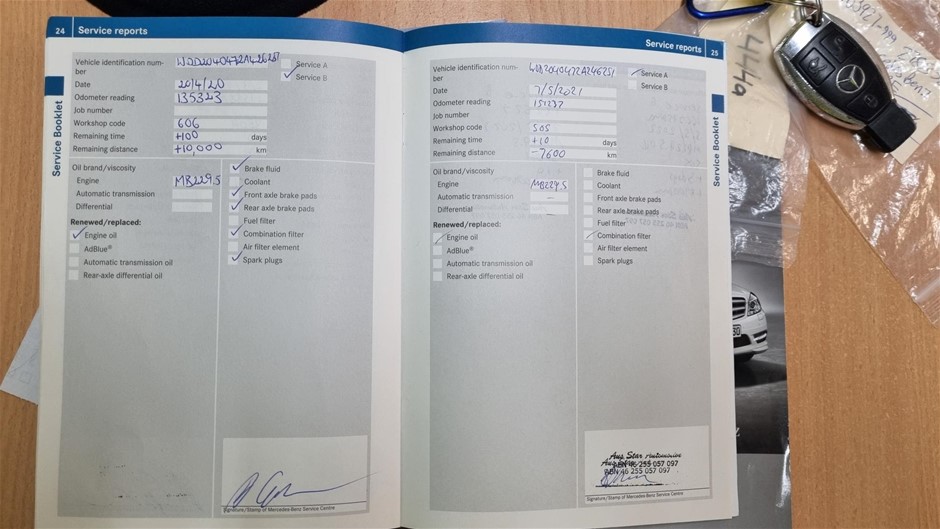 24 Service reports
Vehicle identification num-
ber
Service A
Service B
Date 20/4/20
Odometer reading 135323
Job number
Workshop code 606
Remaining time +100 days
Remaining distance +10,000 km
Oil brand/viscosity
Engine MB229.5
Automatic transmission
Differential
Renewed/replaced:
Engine oil
AdBlue®
Automatic transmission oil
Rear-axle differential oil
Brake fluid
Coolant
Front axle brake pads
Rear axle brake pads
Fuel filter
Combination filter
Air filter element
Spark plugs
Signature/Stamp of Mercedes-Benz Service Centre
Service Booklet
Service reports 25
Vehicle identification num-
ber
Service A
Service B
Date 7/5/2021
Odometer reading 151237
Job number
Workshop code 505
Remaining time +10 days
Remaining distance -7600 km
Oil brand/viscosity
Engine MB229.5
Automatic transmission –
Differential –
Renewed/replaced:
Engine oil
AdBlue®
Automatic transmission oil
Rear-axle differential oil
Brake fluid
Coolant
Front axle brake pads
Rear axle brake pads
Fuel filter
Combination filter
Air filter element
Spark plugs
Aus Star Automotive
ABN 46 255 057 097
Signature/Stamp of Mercedes-Benz Service Centre
Service Booklet